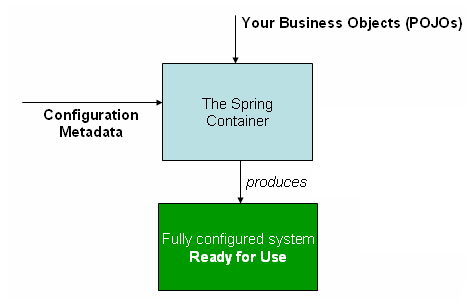 Your Business Objects (POJOs)
The Spring
Container
Configuration
Metadata
produces
Fully configured system
Ready for Use